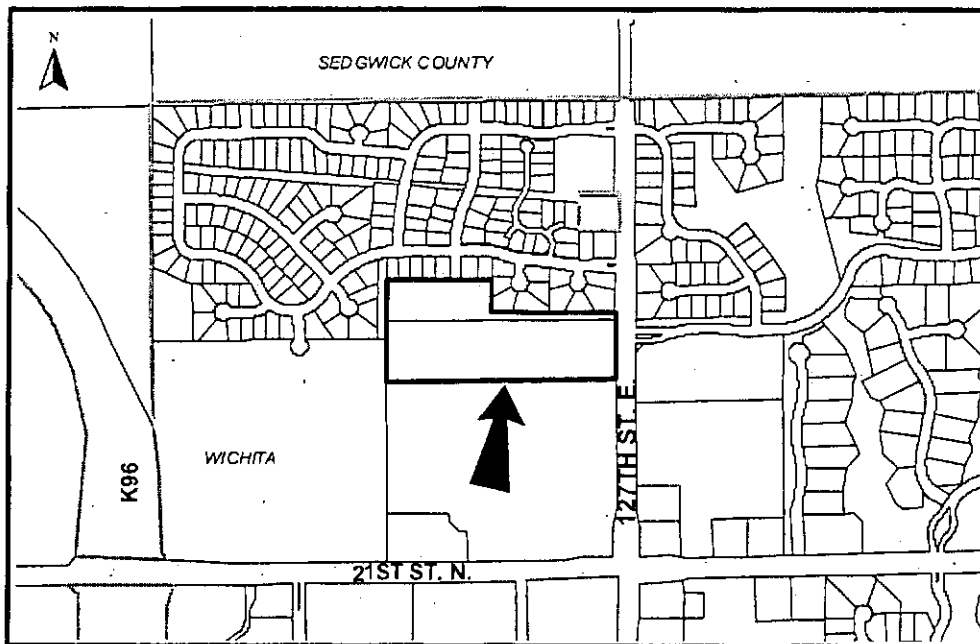 N
SEDGWICK COUNTY
WICHITA
K96
127TH ST. E.
21ST ST. N.